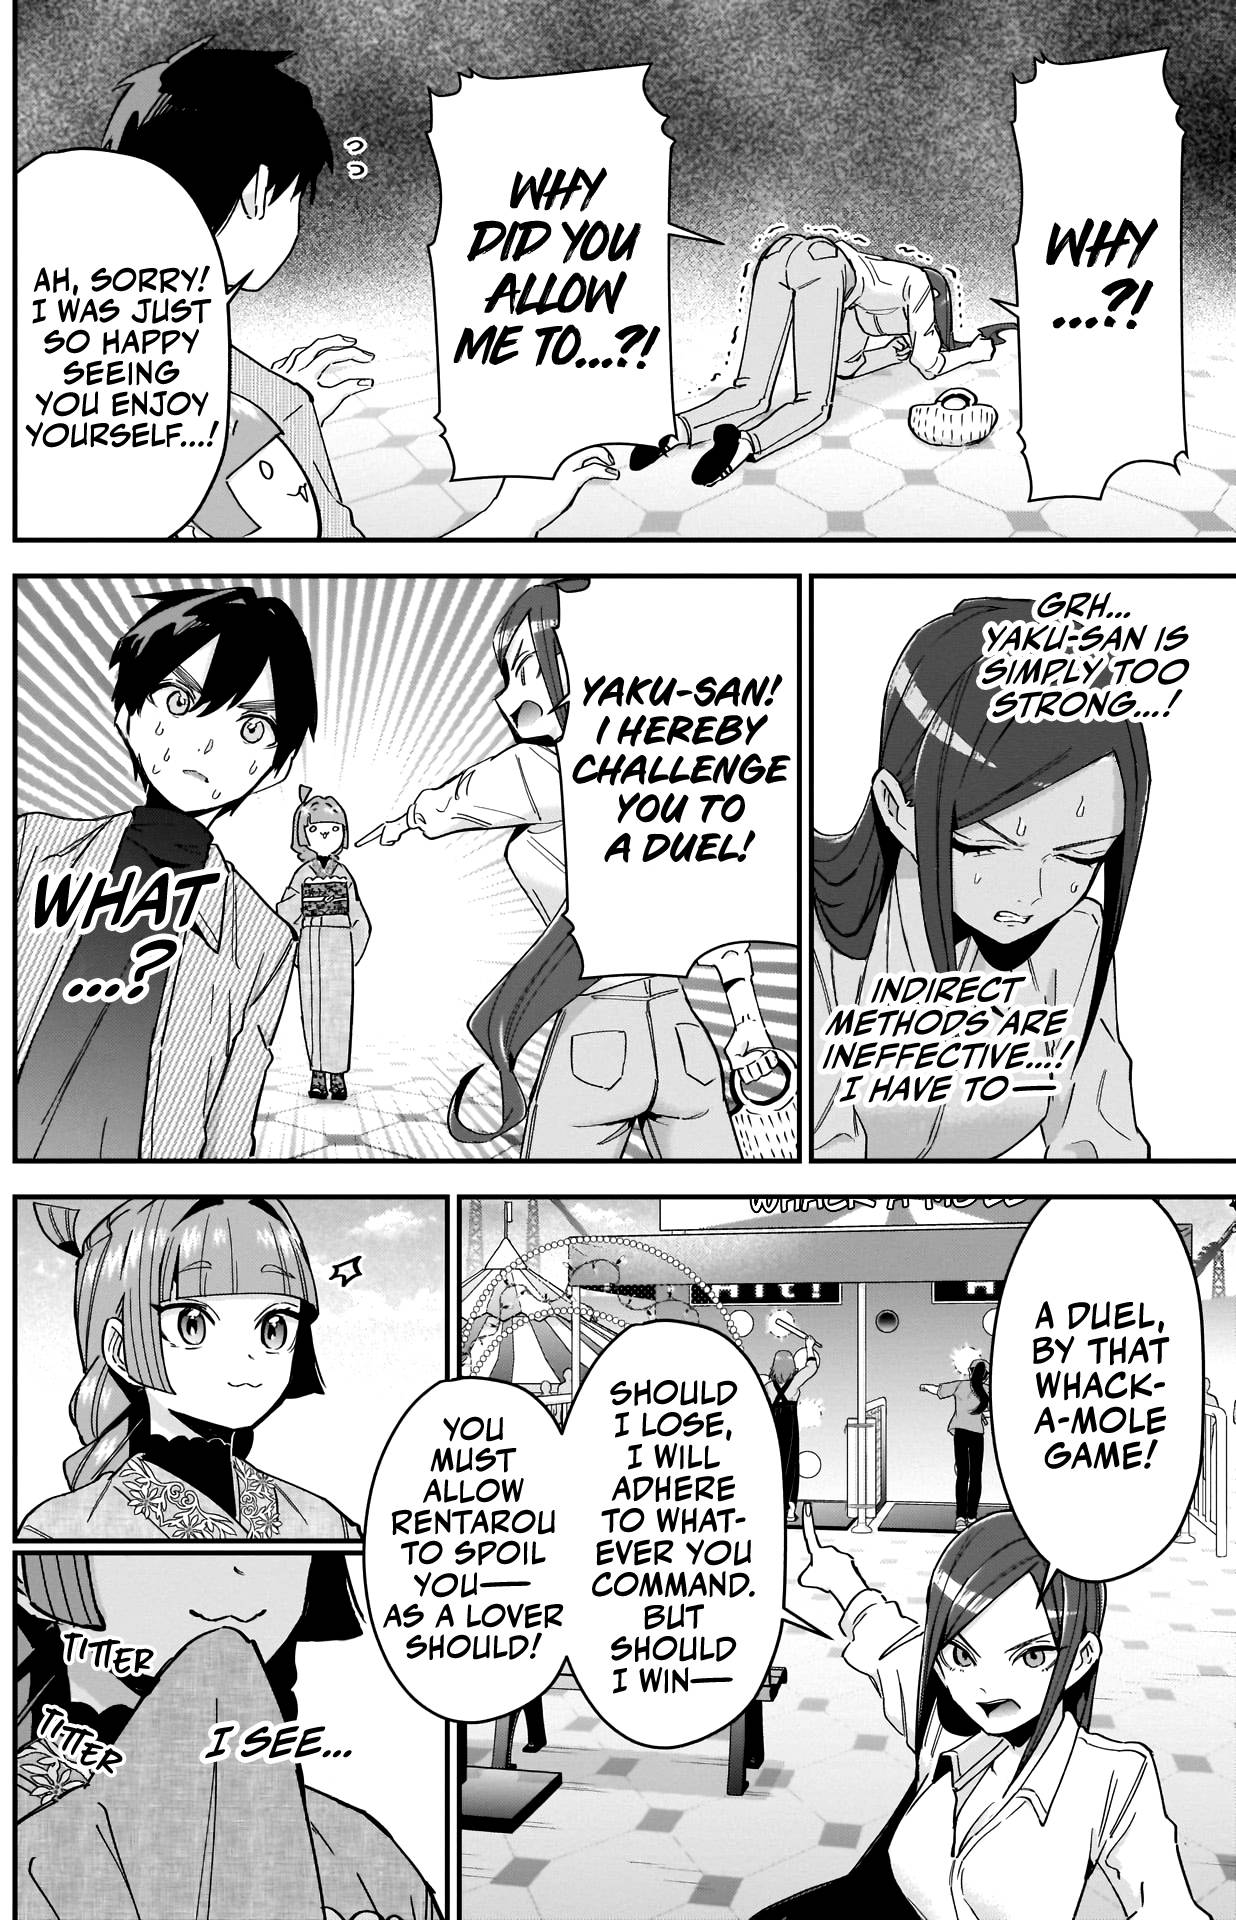 WHY
...?!
WHY
DID YOU
ALLOW
ME TO...?!
AH, SORRY!
I WAS JUST
SO HAPPY
SEEING
YOU ENJOY
YOURSELF...!
GRH...
YAKU-SAN IS
SIMPLY TOO
STRONG...!
INDIRECT
METHODS ARE
INEFFECTIVE...!
I HAVE TO—
YAKU-SAN!
I HEREBY
CHALLENGE
YOU TO
A DUEL!
WHAT
...?
WHACK A MOLE
A DUEL,
BY THAT
WHACK-
A-MOLE
GAME!
SHOULD
I LOSE,
I WILL
ADHERE
TO WHAT-
EVER YOU
COMMAND.
BUT
SHOULD
I WIN—
YOU
MUST
ALLOW
RENTAROU
TO SPOIL
YOU—
AS A LOVER
SHOULD!
TITTER
TITTER
I SEE...